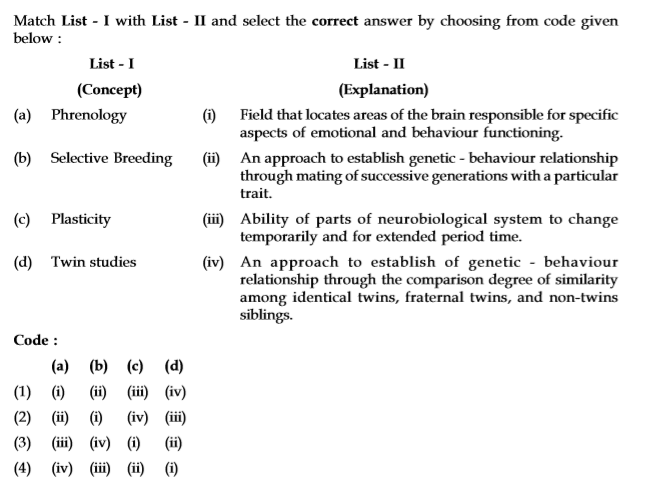 Match List - I with List - II and select the correct answer by choosing from code given
below :
List - I List - II
(Concept) (Explanation)
(a) Phrenology (i) Field that locates areas of the brain responsible for specific
aspects of emotional and behaviour functioning.
(b) Selective Breeding (ii) An approach to establish genetic - behaviour relationship
through mating of successive generations with a particular
trait.
(c) Plasticity (iii) Ability of parts of neurobiological system to change
temporarily and for extended period time.
(d) Twin studies (iv) An approach to establish of genetic - behaviour
relationship through the comparison degree of similarity
among identical twins, fraternal twins, and non-twins
siblings.
Code :
(a) (b) (c) (d)
(1) (i) (ii) (iii) (iv)
(2) (ii) (i) (iv) (iii)
(3) (iii) (iv) (i) (ii)
(4) (iv) (iii) (ii) (i)